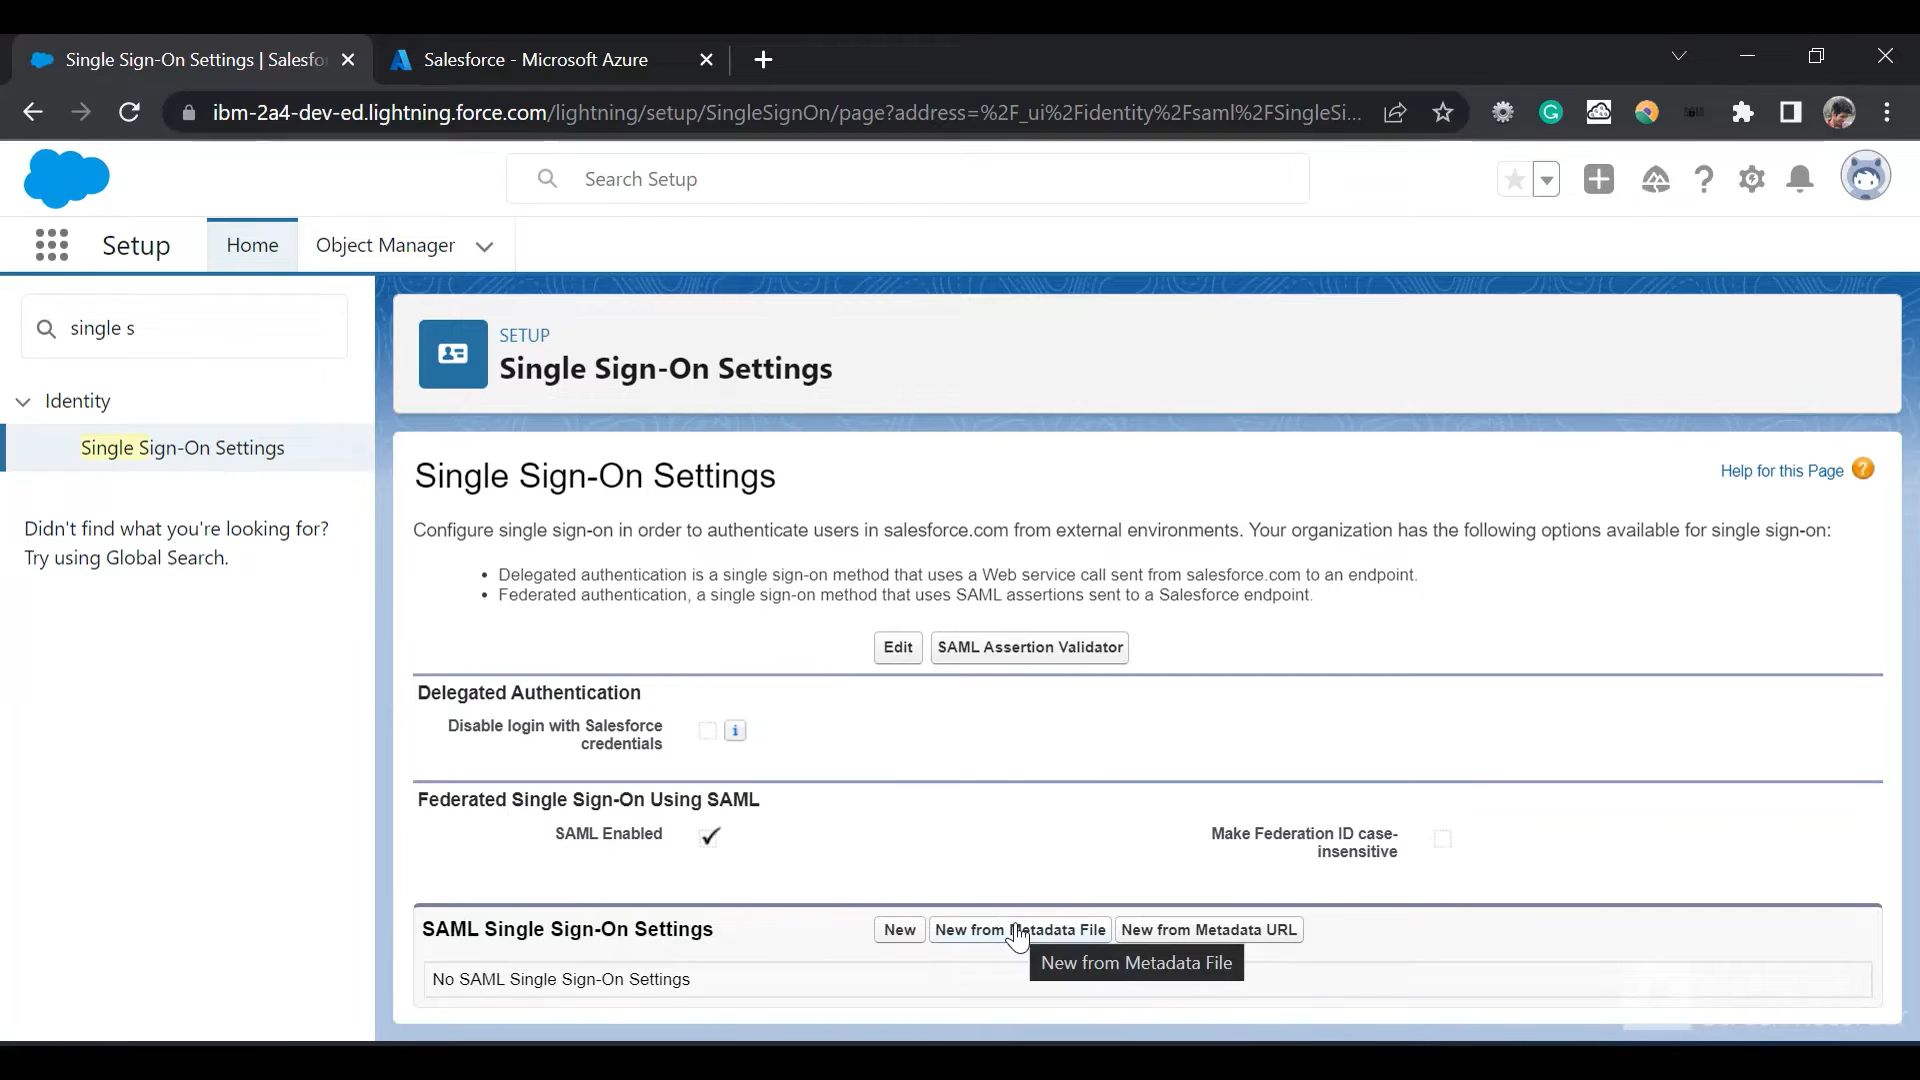 Single Sign-On Settings | Salesfo
Salesforce - Microsoft Azure
ibm-2a4-dev-ed.lightning.force.com/lightning/setup/SingleSignOn/page?address=%2F_ui%2Fidentity%2Fsaml%2FSingleSi...
Search Setup
Setup
Home
Object Manager
single s
Identity
Single Sign-On Settings
Didn't find what you're looking for?
Try using Global Search.
SETUP
Single Sign-On Settings
Single Sign-On Settings
Help for this Page ?
Configure single sign-on in order to authenticate users in salesforce.com from external environments. Your organization has the following options available for single sign-on:
• Delegated authentication is a single sign-on method that uses a Web service call sent from salesforce.com to an endpoint.
• Federated authentication, a single sign-on method that uses SAML assertions sent to a Salesforce endpoint.
Edit
SAML Assertion Validator
Delegated Authentication
Disable login with Salesforce
credentials
i
Federated Single Sign-On Using SAML
SAML Enabled
Make Federation ID case-
insensitive
SAML Single Sign-On Settings
New
New from Metadata File
New from Metadata URL
New from Metadata File
No SAML Single Sign-On Settings